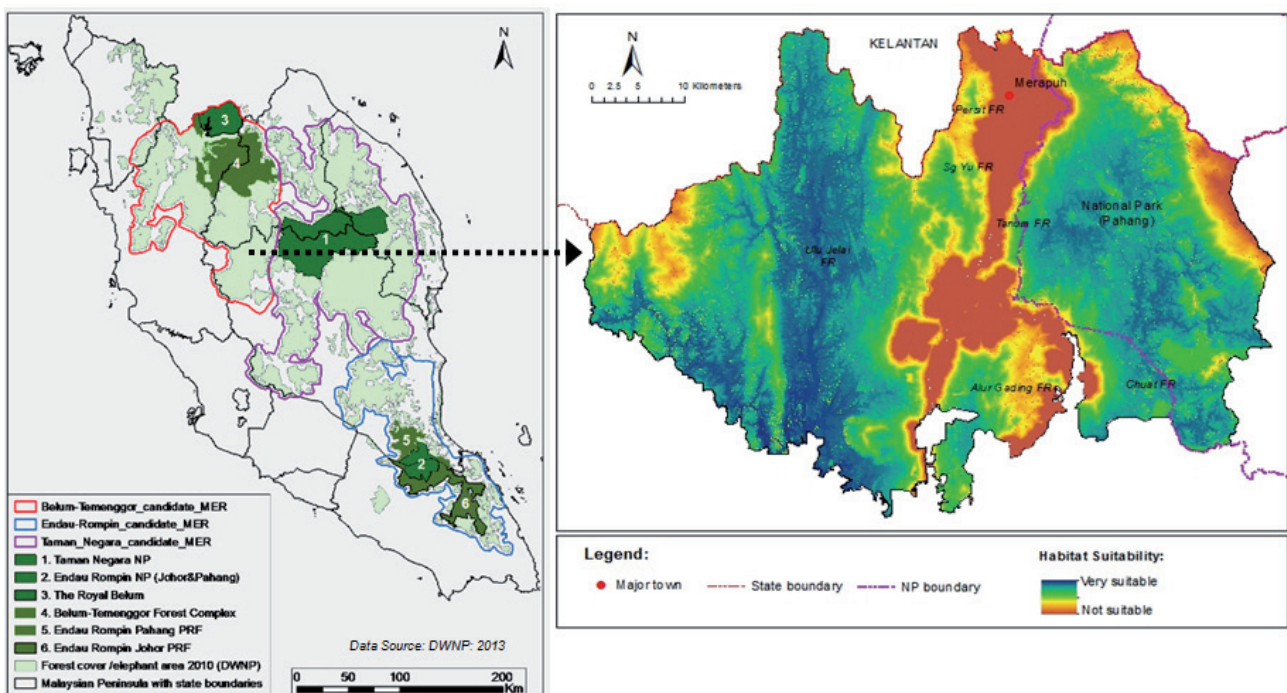 N
3
4
1
5
2
6
Belum-Temenggor_candidate_MER
Endau-Rompin_candidate_MER
Taman_Negara_candidate_MER
1. Taman Negara NP
2. Endau Rompin NP (Johor&Pahang)
3. The Royal Belum
4. Belum-Temenggor Forest Complex
5. Endau Rompin Pahang PRF
6. Endau Rompin Johor PRF
Forest cover /elephant area 2010 (DWNP)
Malaysian Peninsula with state boundaries
Data Source: DWNP: 2013
0 50 100 200
Km
N
0 2.5 5 10 Kilometers
KELANTAN
Merapuh
Persit FR
Sg Yu FR
National Park
(Pahang)
Tanom FR
Ulu Jelai
FR
Alur Gading FR
Chuat FR
Legend:
Major town
State boundary
NP boundary
Habitat Suitability:
Very suitable
Not suitable